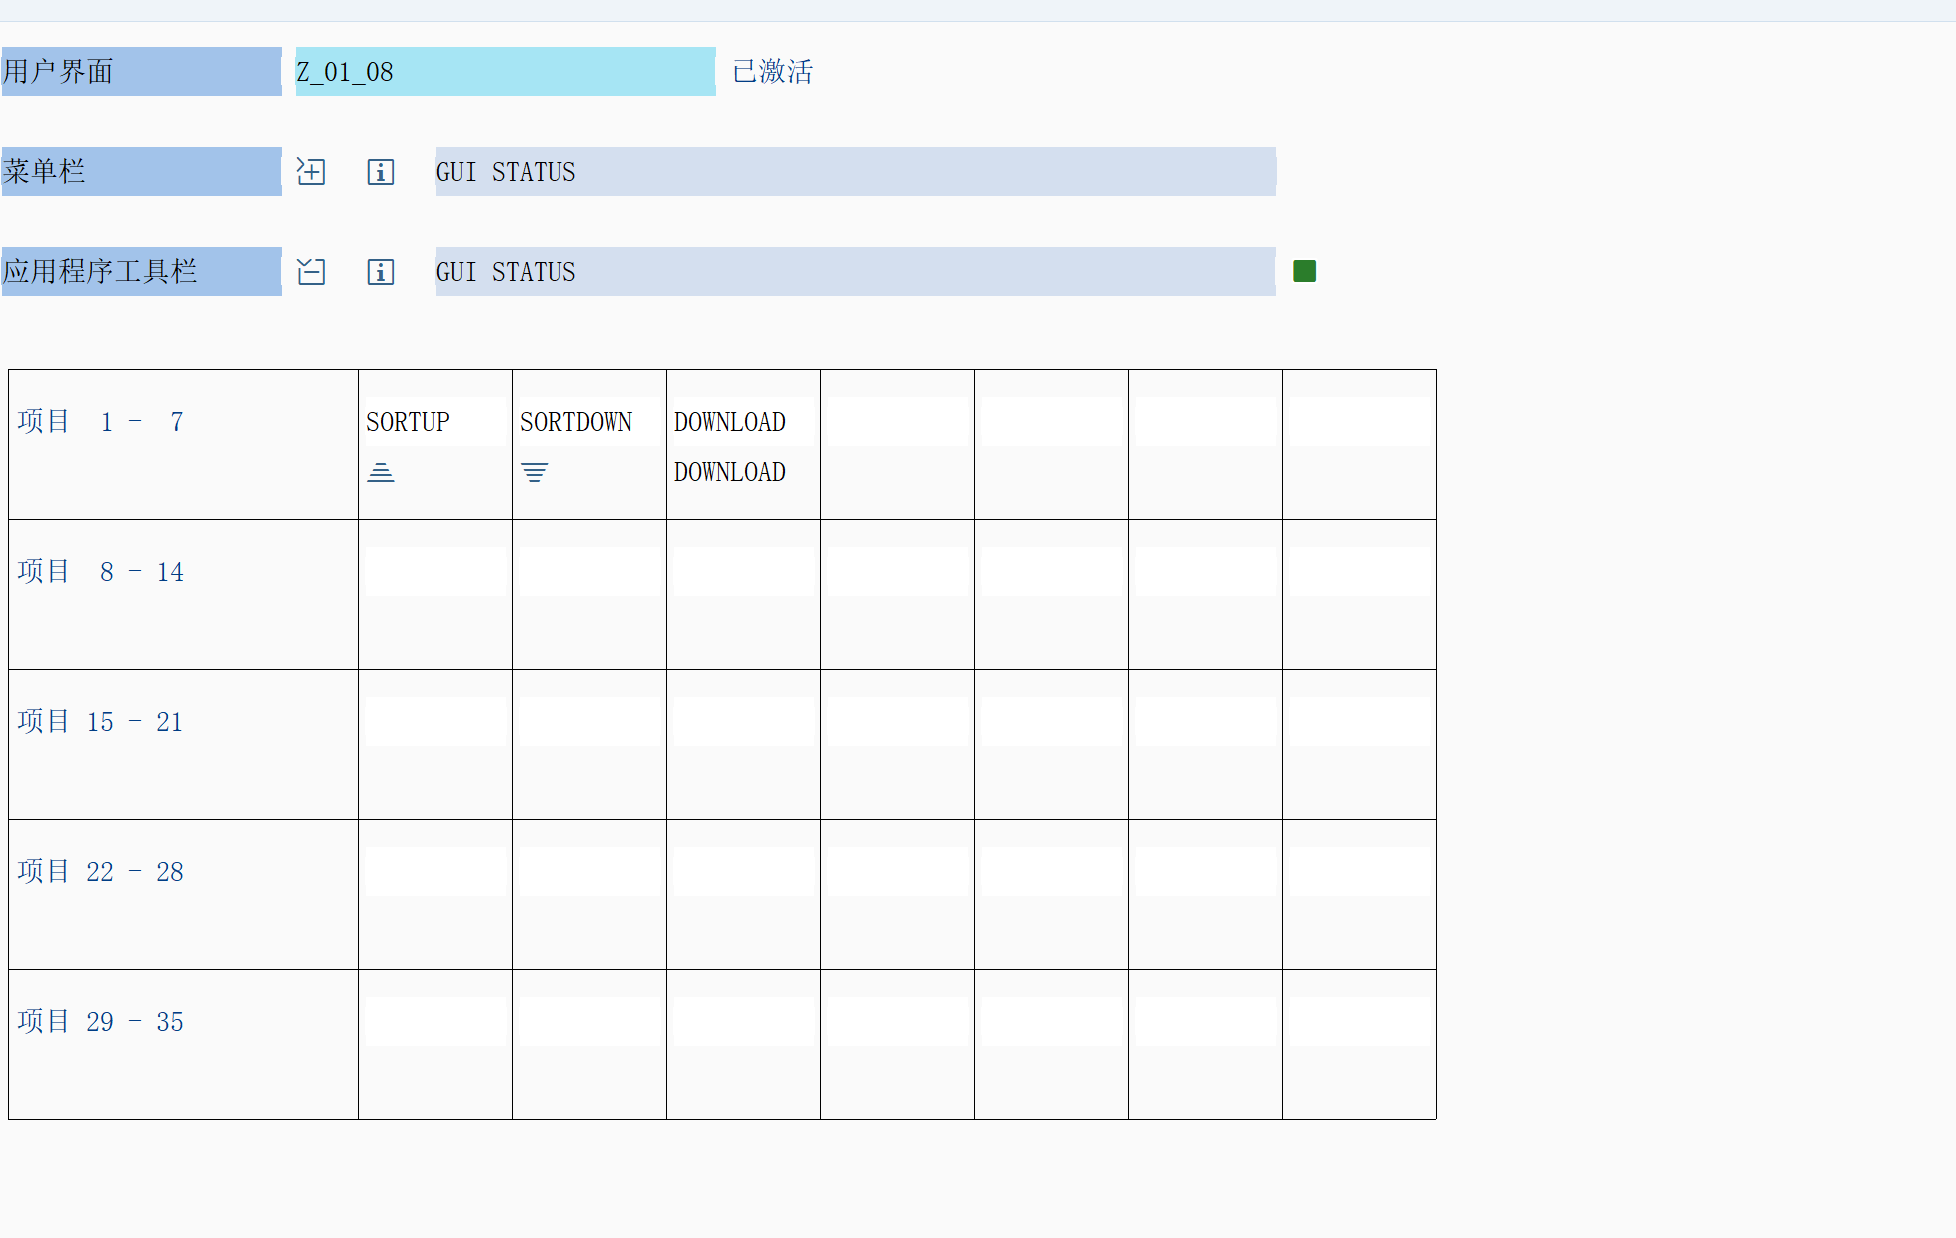 用户界面 Z_01_08 已激活
菜单栏 GUI STATUS
应用程序工具栏 GUI STATUS
项目 1 - 7 SORTUP SORTDOWN DOWNLOAD
DOWNLOAD
项目 8 - 14
项目 15 - 21
项目 22 - 28
项目 29 - 35